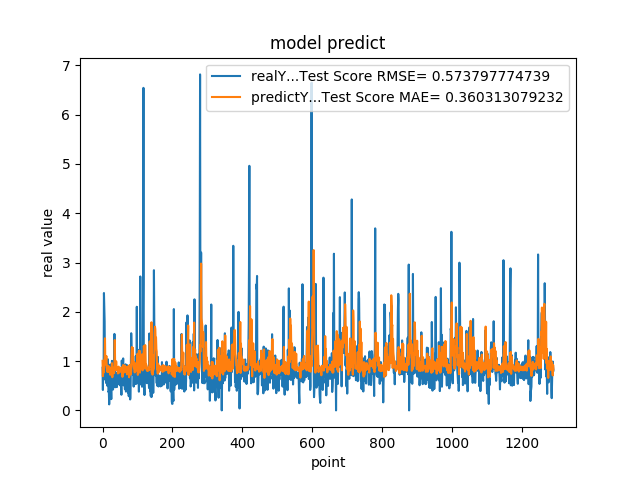 model predict
realY...Test Score RMSE= 0.573797774739
predictY...Test Score MAE= 0.360313079232
7
6
5
4
3
2
1
0
real value
0 200 400 600 800 1000 1200
point